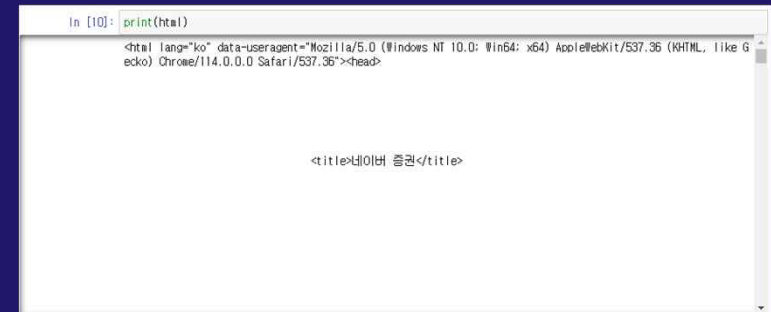 In [10]: print(html)
<html lang="ko" data-useragent="Mozilla/5.0 (Windows NT 10.0; Win64; x64) AppleWebKit/537.36 (KHTML, like G
ecko) Chrome/114.0.0.0 Safari/537.36"><head>
<title>네이버 증권</title>